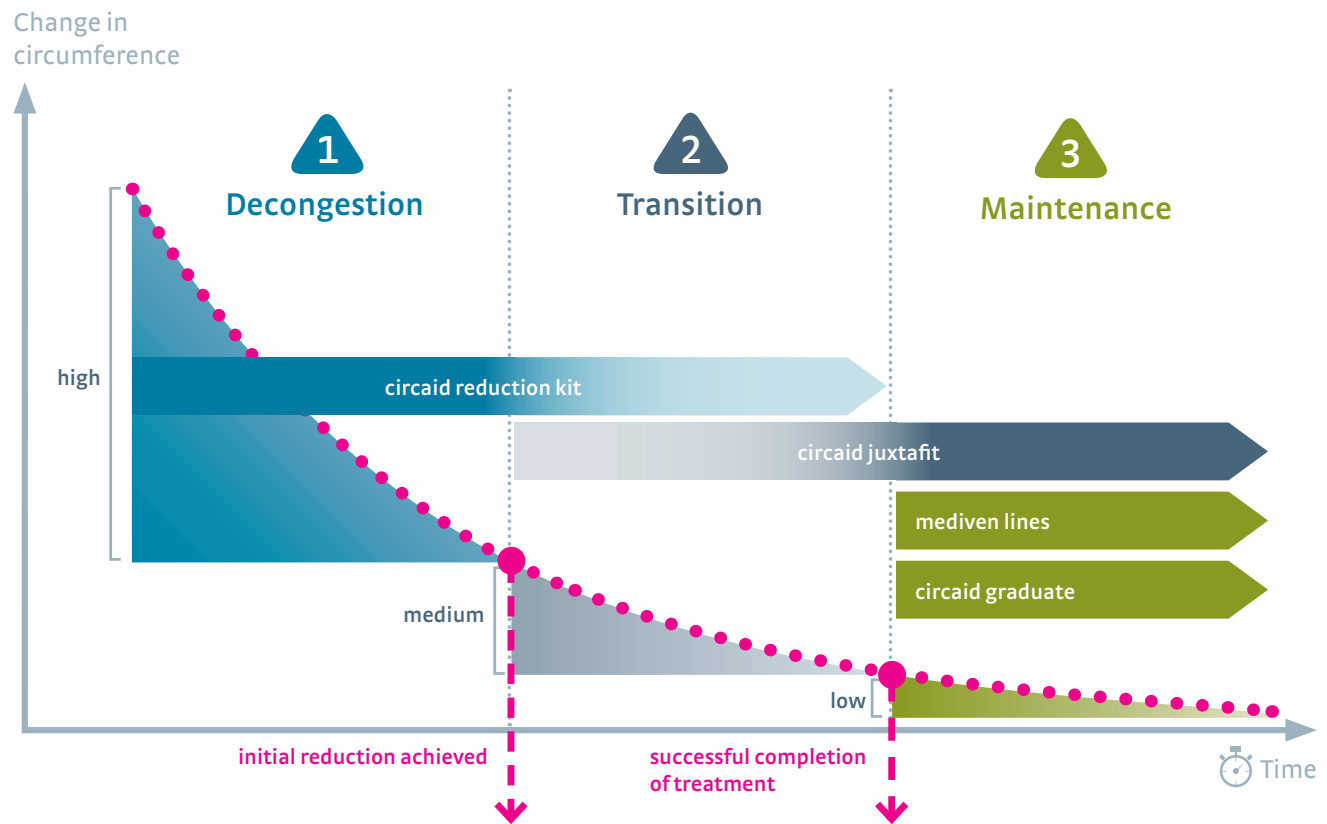 Change in
circumference
1
Decongestion
2
Transition
3
Maintenance
high
circaid reduction kit
circaid juxtafit
mediven lines
circaid graduate
medium
low
initial reduction achieved
successful completion
of treatment
Time